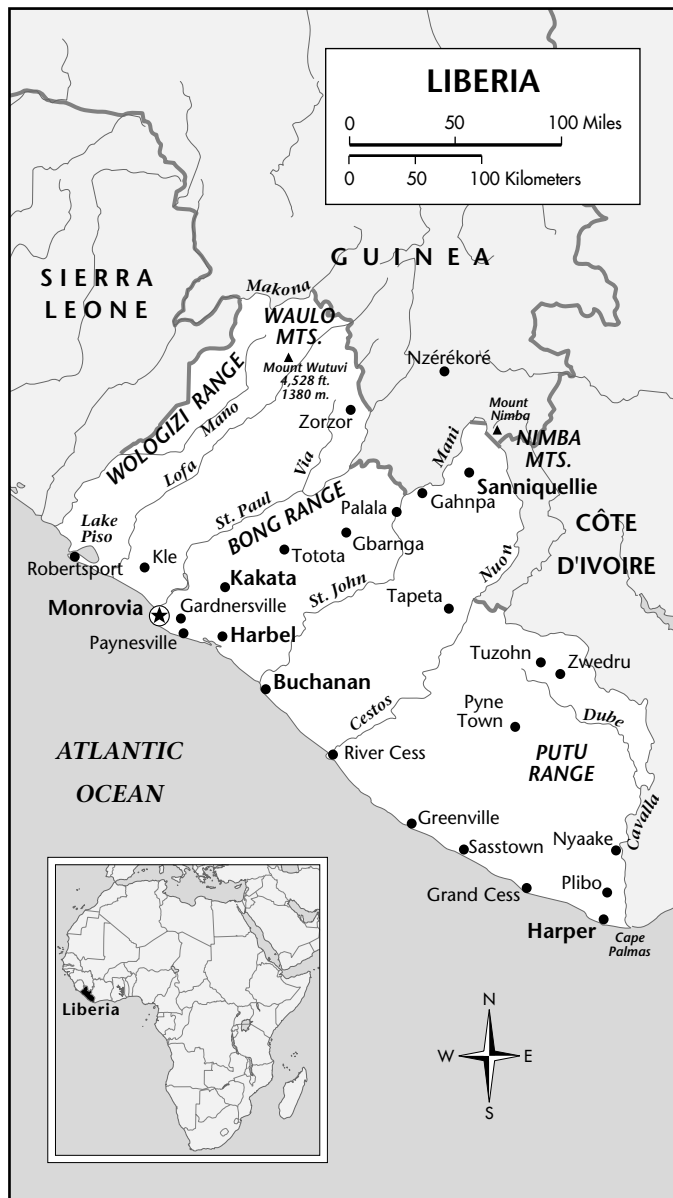 LIBERIA
0 50 100 Miles
0 50 100 Kilometers
GUINEA
SIERRA
LEONE
Makona
WAULO
MTS.
Mount Wutuvi
4,528 ft.
1380 m.
Nzérékoré
WOLOGIZI RANGE
Mano
Zorzor
Mount
Nimba
NIMBA
MTS.
Lofa
Via
Mani
Sanniquellie
St. Paul
BONG RANGE
Palala
Gahnpa
CÔTE
D'IVOIRE
Lake
Piso
Robertsport
Kle
Totota
Gbarnga
Nuon
Kakata
St. John
Tapeta
Monrovia
Gardnersville
Paynesville
Harbel
Tuzohn
Zwedru
Buchanan
Cestos
Pyne
Town
Dube
ATLANTIC
OCEAN
River Cess
PUTU
RANGE
Greenville
Sasstown
Nyaake
Cavalla
Grand Cess
Plibo
Harper
Cape
Palmas
Liberia
N
W E
S